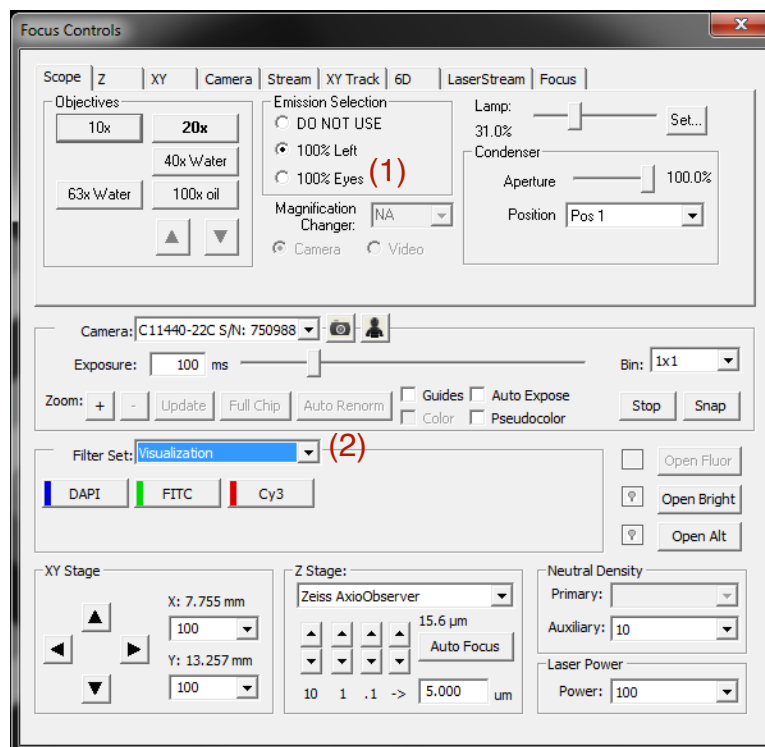 Focus Controls
x
Scope Z XY Camera Stream XY Track 6D LaserStream Focus
Objectives
10x 20x
40x Water
63x Water 100x oil
Emission Selection
DO NOT USE
100% Left
100% Eyes (1)
Magnification
Changer: NA
Camera Video
Lamp:
31.0% Set...
Condenser
Aperture 100.0%
Position Pos 1
Camera: C11440-22C S/N: 750988
Exposure: 100 ms Bin: 1x1
Zoom: + - Update Full Chip Auto Renorm
Guides Auto Expose
Color Pseudocolor
Stop Snap
Filter Set: Visualization (2)
DAPI FITC Cy3
Open Fluor
Open Bright
Open Alt
XY Stage
X: 7.755 mm
100
Y: 13.257 mm
100
Z Stage:
Zeiss AxioObserver
15.6 µm
Auto Focus
10 1 .1 -> 5.000 um
Neutral Density
Primary:
Auxiliary: 10
Laser Power
Power: 100